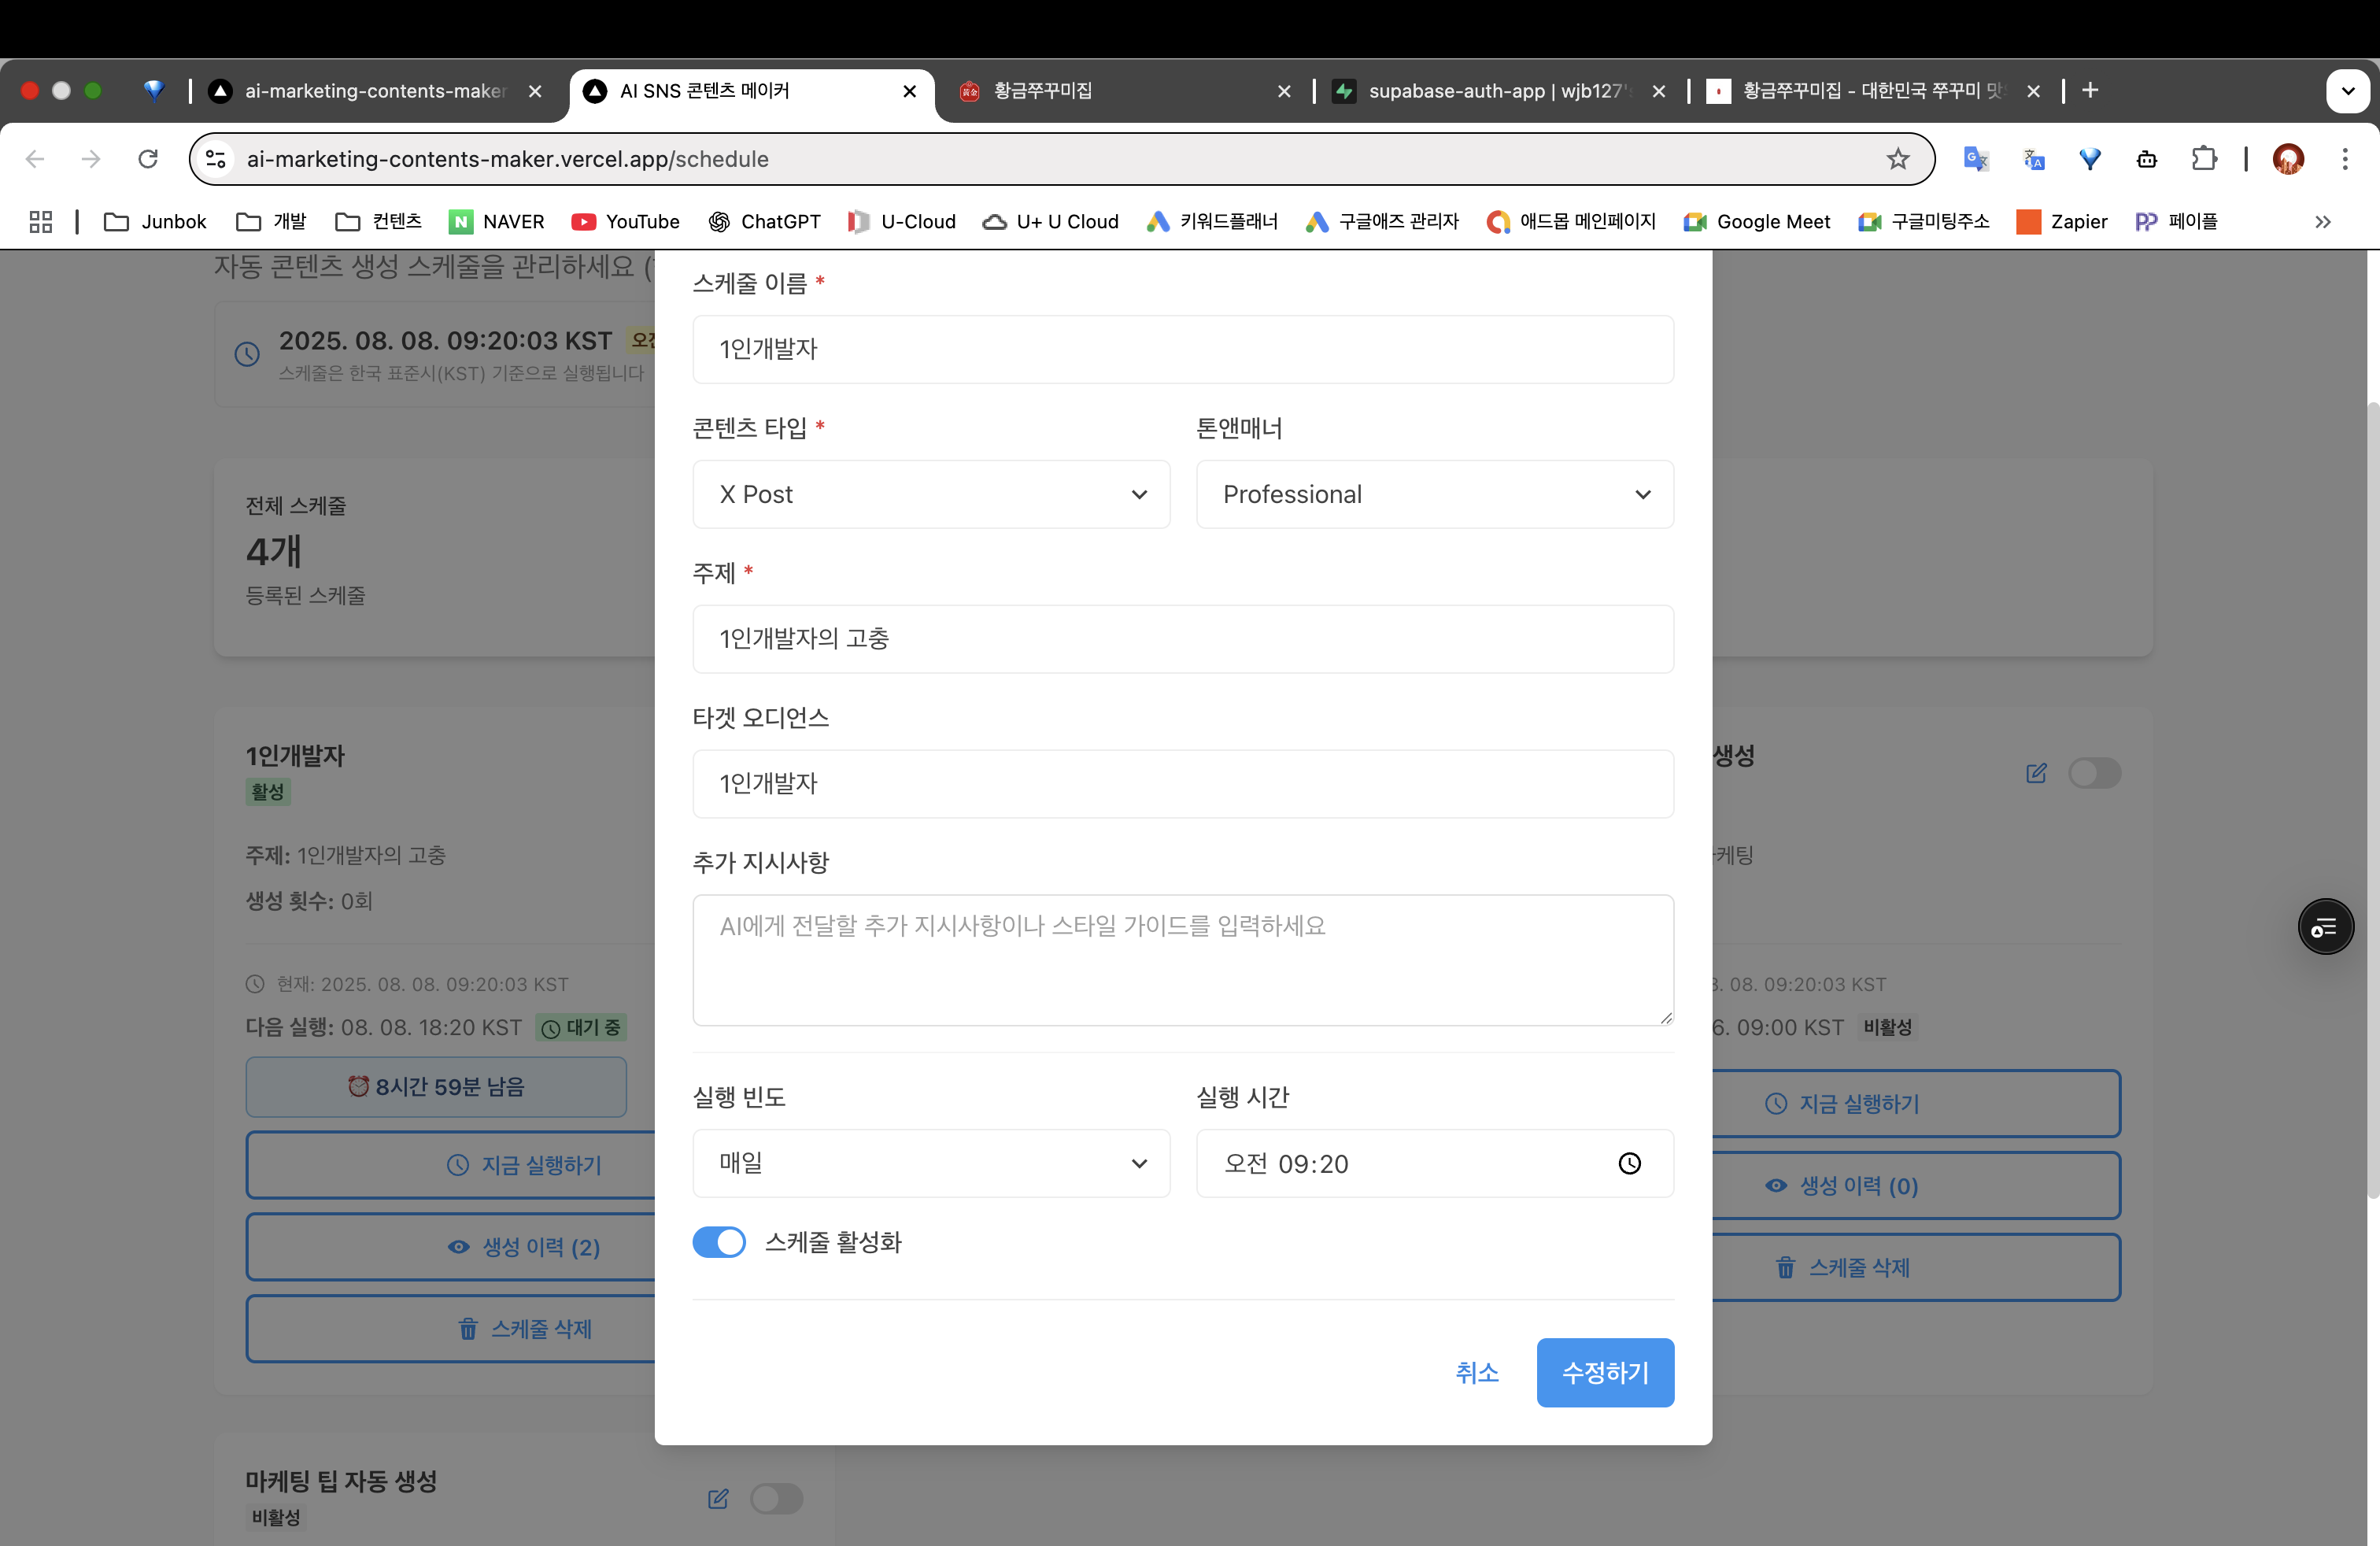 ai-marketing-contents-maker
AI SNS 콘텐츠 메이커
황금쭈꾸미집
supabase-auth-app | wjb127's
황금쭈꾸미집 - 대한민국 쭈꾸미 맛
ai-marketing-contents-maker.vercel.app/schedule
Junbok
개발
컨텐츠
NAVER
YouTube
ChatGPT
U-Cloud
U+ U Cloud
키워드플래너
구글애즈 관리자
애드몹 메인페이지
Google Meet
구글미팅주소
Zapier
페이플
자동 콘텐츠 생성 스케줄을 관리하세요 (
2025. 08. 08. 09:20:03 KST
스케줄은 한국 표준시(KST) 기준으로 실행됩니다
전체 스케줄
4개
등록된 스케줄
1인개발자
활성
주제: 1인개발자의 고충
생성 횟수: 0회
현재: 2025. 08. 08. 09:20:03 KST
다음 실행: 08. 08. 18:20 KST 대기 중
⏰ 8시간 59분 남음
지금 실행하기
생성 이력 (2)
스케줄 삭제
마케팅 팁 자동 생성
비활성
스케줄 이름 *
1인개발자
콘텐츠 타입 *
톤앤매너
X Post
Professional
주제 *
1인개발자의 고충
타겟 오디언스
1인개발자
추가 지시사항
AI에게 전달할 추가 지시사항이나 스타일 가이드를 입력하세요
실행 빈도
실행 시간
매일
오전 09:20
스케줄 활성화
취소
수정하기
생성
케팅
. 08. 09:20:03 KST
6. 09:00 KST 비활성
지금 실행하기
생성 이력 (0)
스케줄 삭제